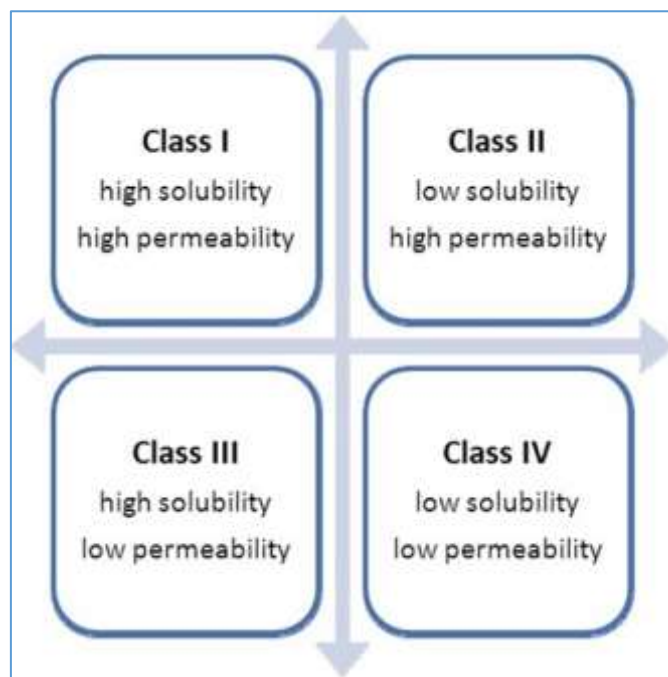 Class I
high solubility
high permeability
Class II
low solubility
high permeability
Class III
high solubility
low permeability
Class IV
low solubility
low permeability